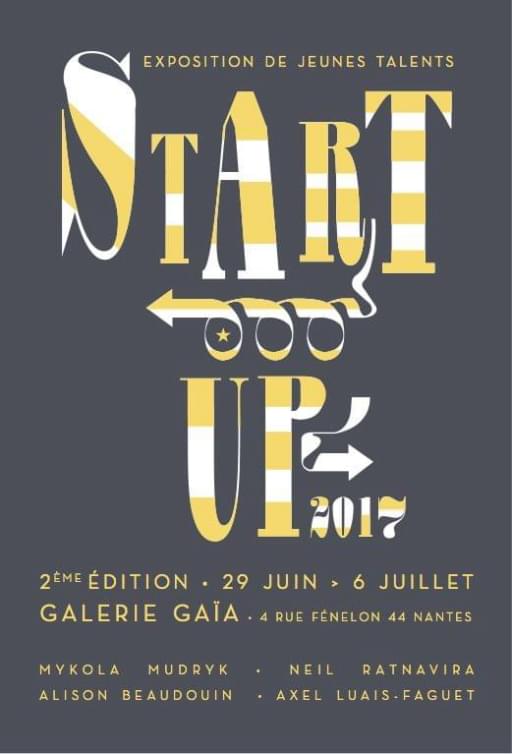 EXPOSITION DE JEUNES TALENTS
START
UP
2017
2ÈME ÉDITION • 29 JUIN > 6 JUILLET
GALERIE GAÏA • 4 RUE FÉNELON 44 NANTES
MYKOLA MUDRYK • NEIL RATNAVIRA
ALISON BEAUDOUIN • AXEL LUAIS-FAGUET